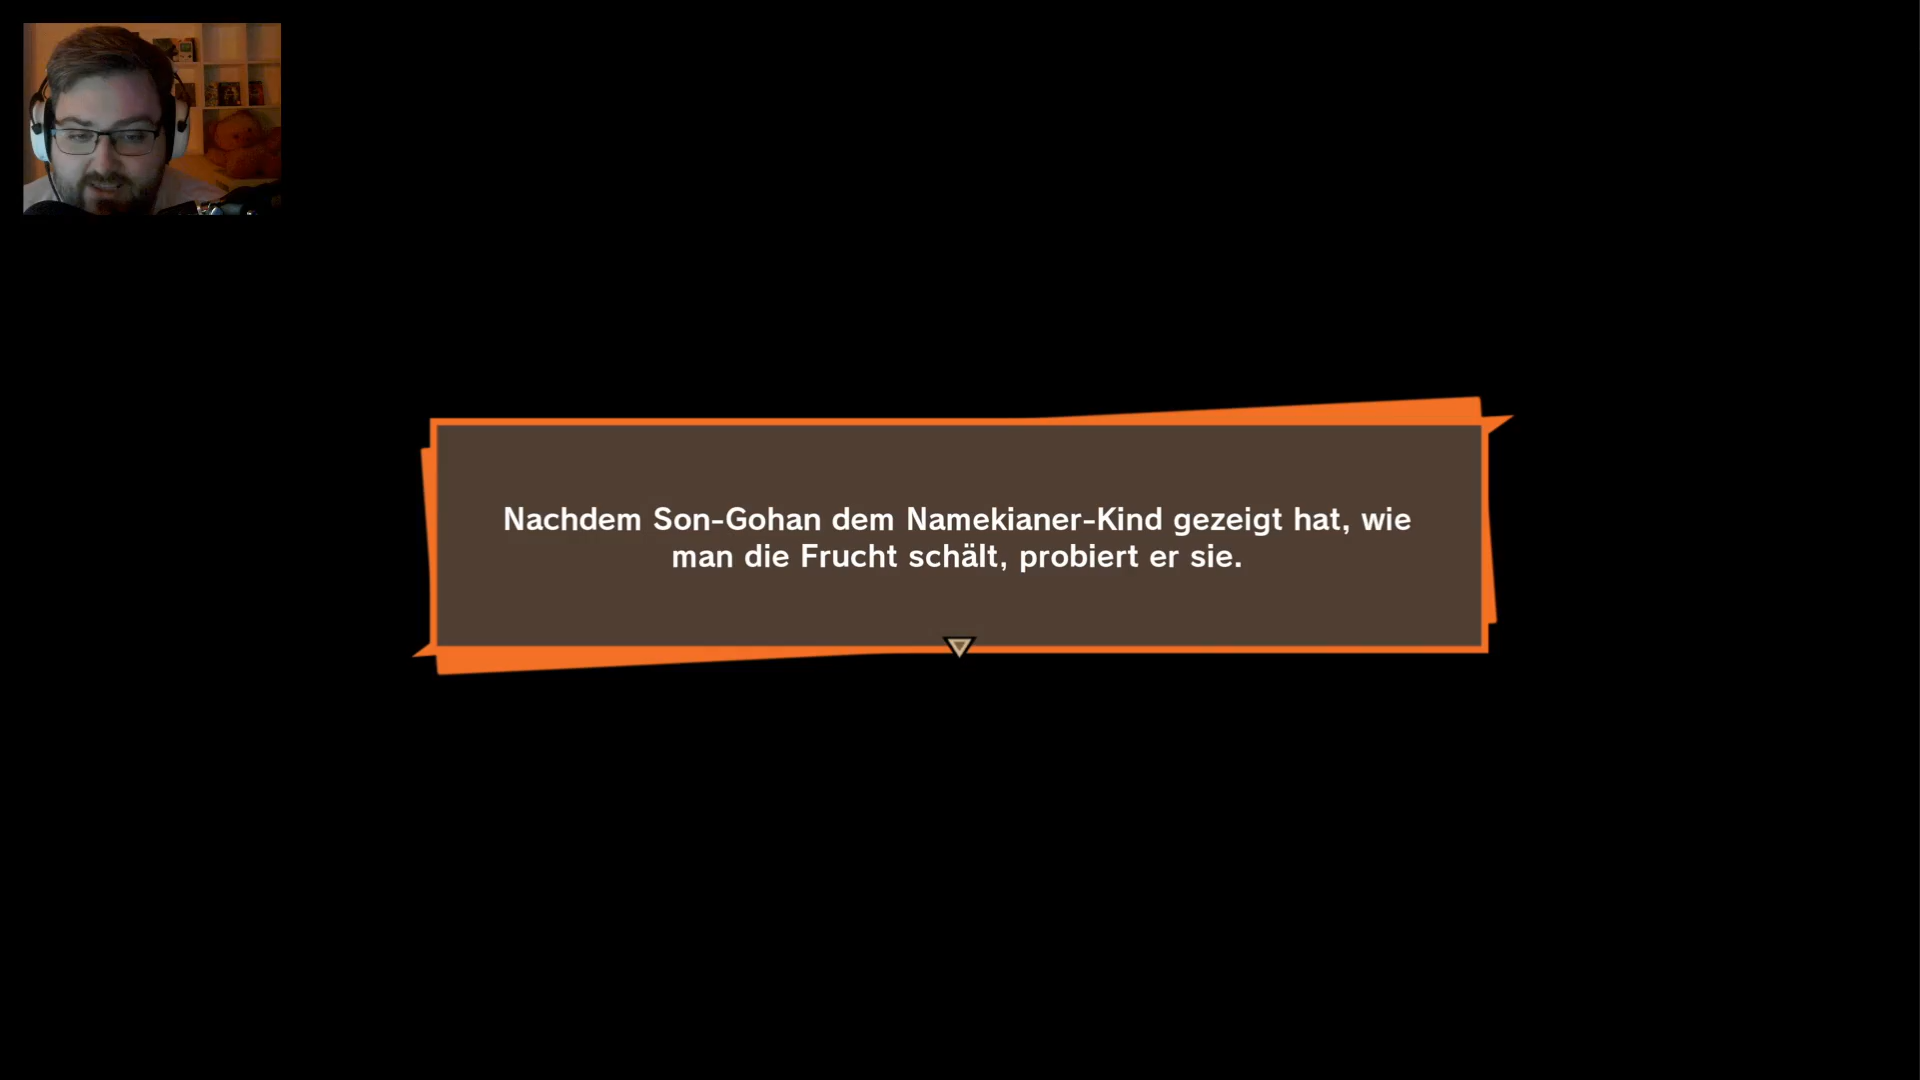 Nachdem Son-Gohan dem Namekianer-Kind gezeigt hat, wie
man die Frucht schält, probiert er sie.